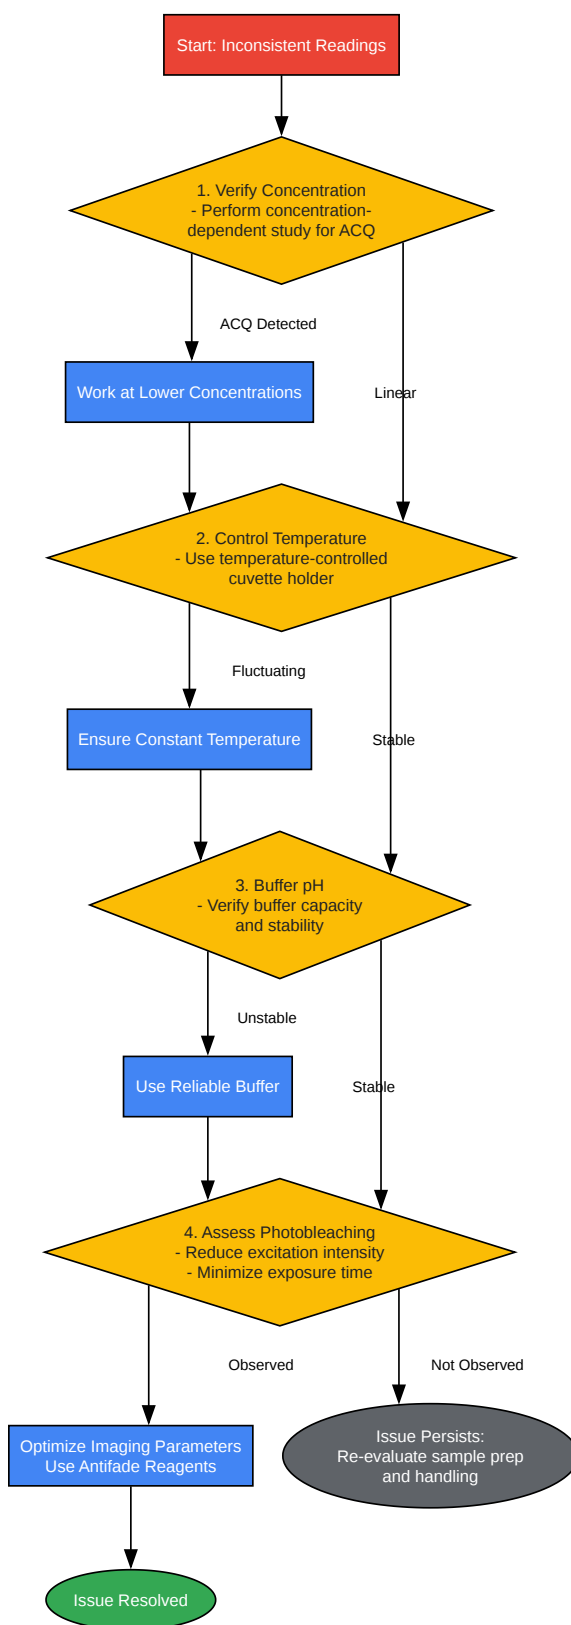 Start: Inconsistent Readings
1. Verify Concentration
- Perform concentration-
dependent study for ACQ
ACQ Detected
Work at Lower Concentrations
Linear
2. Control Temperature
- Use temperature-controlled
cuvette holder
Fluctuating
Ensure Constant Temperature
Stable
3. Buffer pH
- Verify buffer capacity
and stability
Unstable
Use Reliable Buffer
Stable
4. Assess Photobleaching
- Reduce excitation intensity
- Minimize exposure time
Observed
Not Observed
Optimize Imaging Parameters
Use Antifade Reagents
Issue Persists:
Re-evaluate sample prep
and handling
Issue Resolved